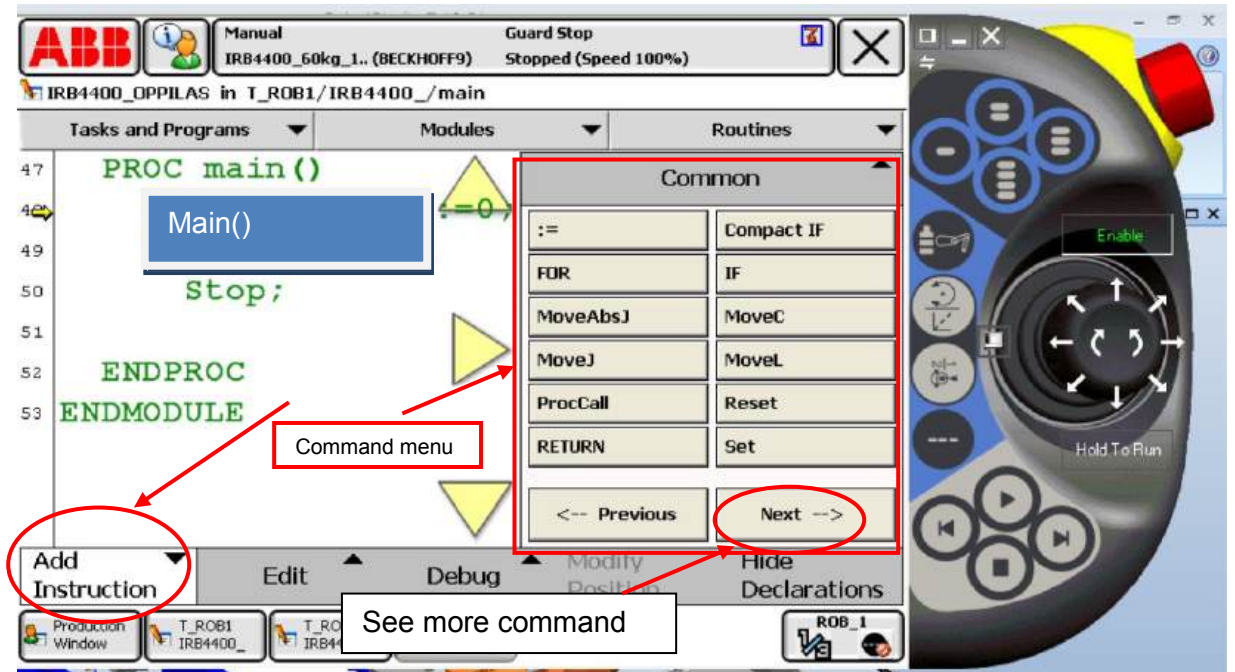 ABB
Manual
Guard Stop
IRB4400_60kg_1.. (BECKHOFF9)
Stopped (Speed 100%)
IRB4400_OPPILAS in T_ROB1/IRB4400_/main
Tasks and Programs
Modules
Routines
47 PROC main()
:=0;
Main()
49
50 Stop;
51
52 ENDPROC
53 ENDMODULE
Common
:=
Compact IF
FOR
IF
MoveAbsJ
MoveC
MoveJ
MoveL
ProcCall
Reset
RETURN
Set
<-- Previous
Next -->
Command menu
Add
Instruction
Edit
Debug
Modify
Position
Hide
Declarations
See more command
Production
Window
T_ROB1
IRB4400_
ROB_1
Enable
Hold To Run